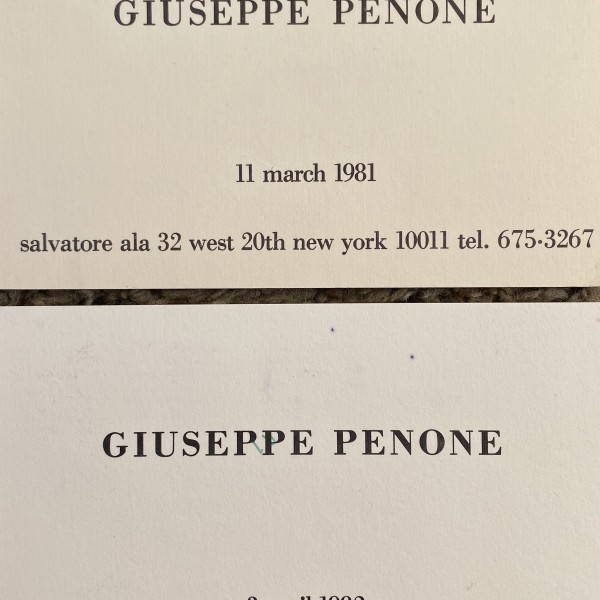 GIUSEPPE PENONE
11 march 1981
salvatore ala 32 west 20th new york 10011 tel. 675·3267
GIUSEPPE PENONE